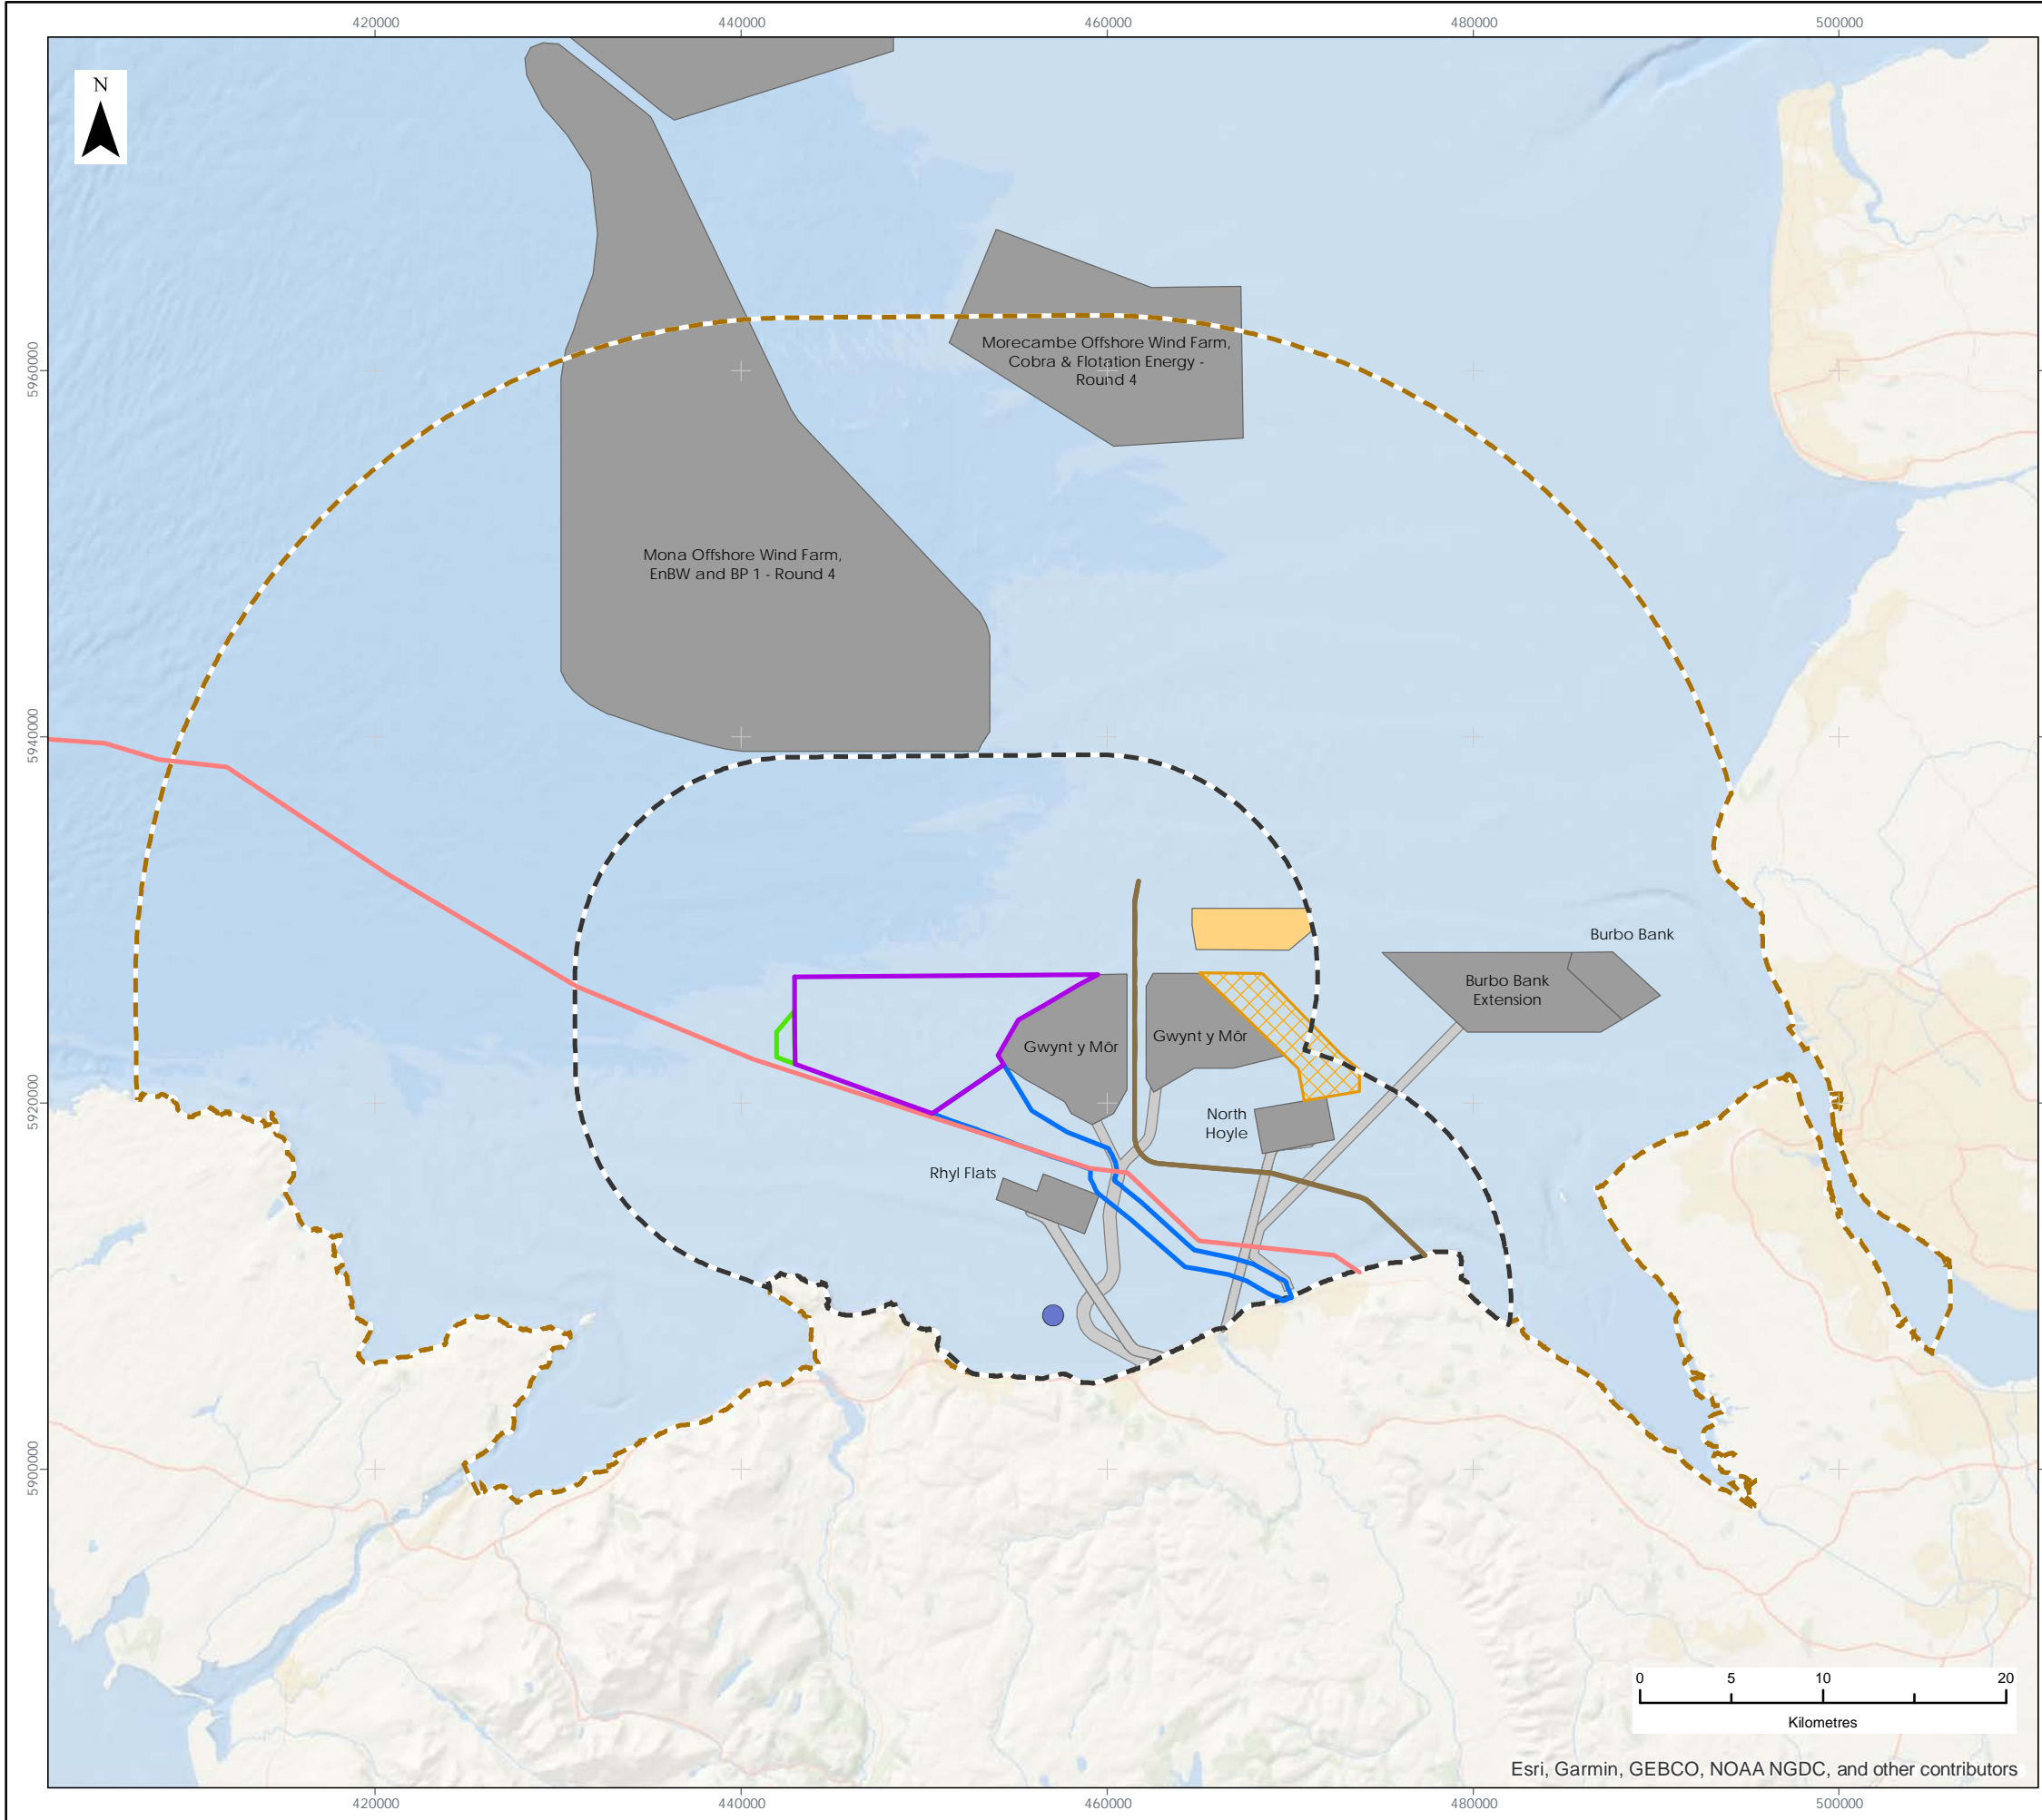 420000
440000
460000
480000
500000
N
5960000
Morecambe Offshore Wind Farm,
Cobra & Flotation Energy -
Round 4
Mona Offshore Wind Farm,
EnBW and BP 1 - Round 4
5940000
Burbo Bank
Burbo Bank
Extension
Gwynt y Môr
Gwynt y Môr
5920000
North
Hoyle
Rhyl Flats
5900000
0
5
10
20
Kilometres
Esri, Garmin, GEBCO, NOAA NGDC, and other contributors
420000
440000
460000
480000
500000